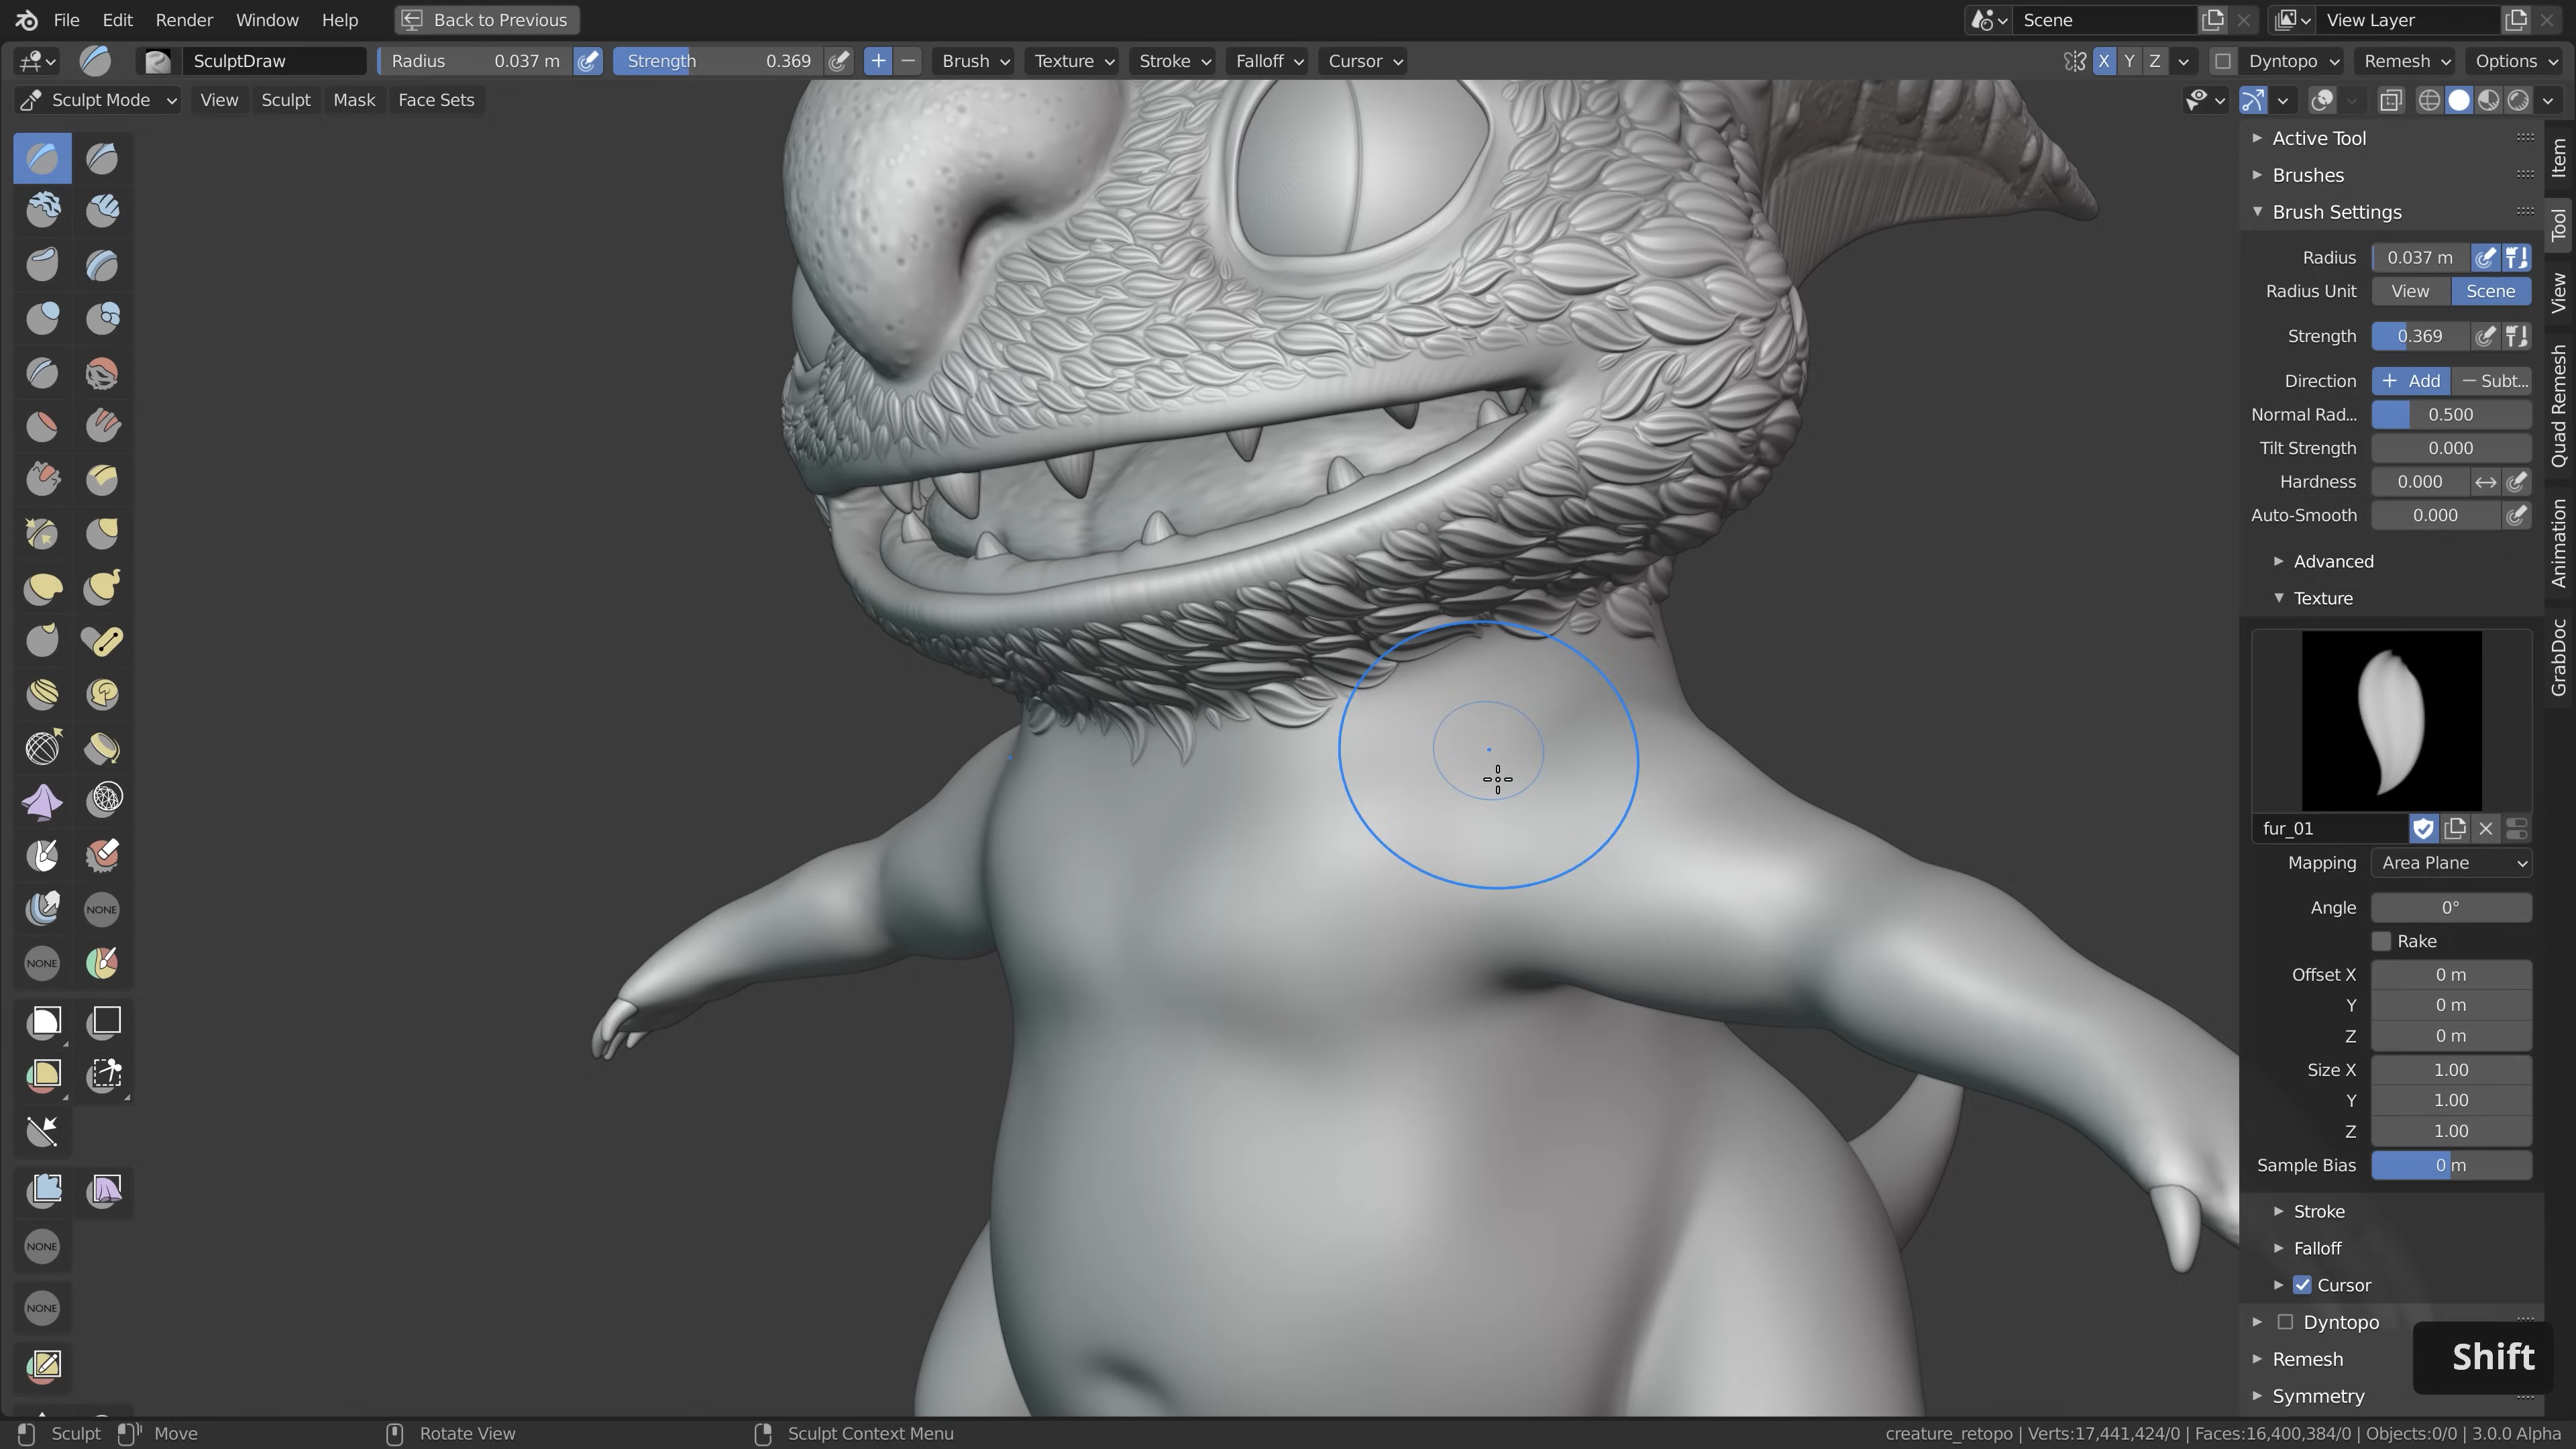 File Edit Render Window Help Back to Previous Scene View Layer
SculptDraw Radius 0.037 m Strength 0.369 Brush Texture Stroke Falloff Cursor X Y Z Dyntopo Remesh Options
Sculpt Mode View Sculpt Mask Face Sets
Active Tool
Brushes
Brush Settings
Radius 0.037 m
Radius Unit View Scene
Strength 0.369
Direction + Add − Subt...
Normal Rad... 0.500
Tilt Strength 0.000
Hardness 0.000
Auto-Smooth 0.000
Advanced
Texture
fur_01
Mapping Area Plane
Angle 0°
Rake
Offset X 0 m
Y 0 m
Z 0 m
Size X 1.00
Y 1.00
Z 1.00
Sample Bias 0 m
Stroke
Falloff
Cursor
Dyntopo
Remesh
Symmetry
Item
Tool
View
Quad Remesh
Animation
GrabDoc
NONE
NONE
NONE
NONE
Shift
Sculpt Move Rotate View Sculpt Context Menu creature_retopo | Verts:17,441,424/0 | Faces:16,400,384/0 | Objects:0/0 | 3.0.0 Alpha